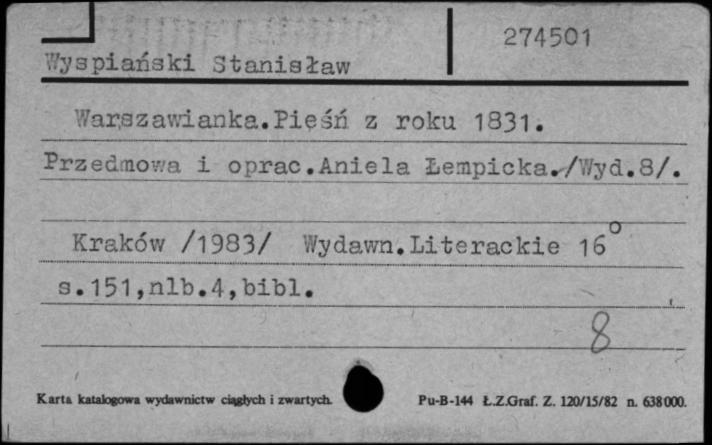 274501
Wyspiański Stanisław
Warszawianka.Pieśń z roku 1831.
Przedmowa i oprac.Aniela Łempicka./Wyd.8/.
Kraków /1983/ Wydawn.Literackie 16°
s.151,nlb.4,bibl.
8
Karta katalogowa wydawnictw ciągłych i zwartych. Pu-B-144 Ł.Z.Graf. Z. 120/15/82 n. 638000.